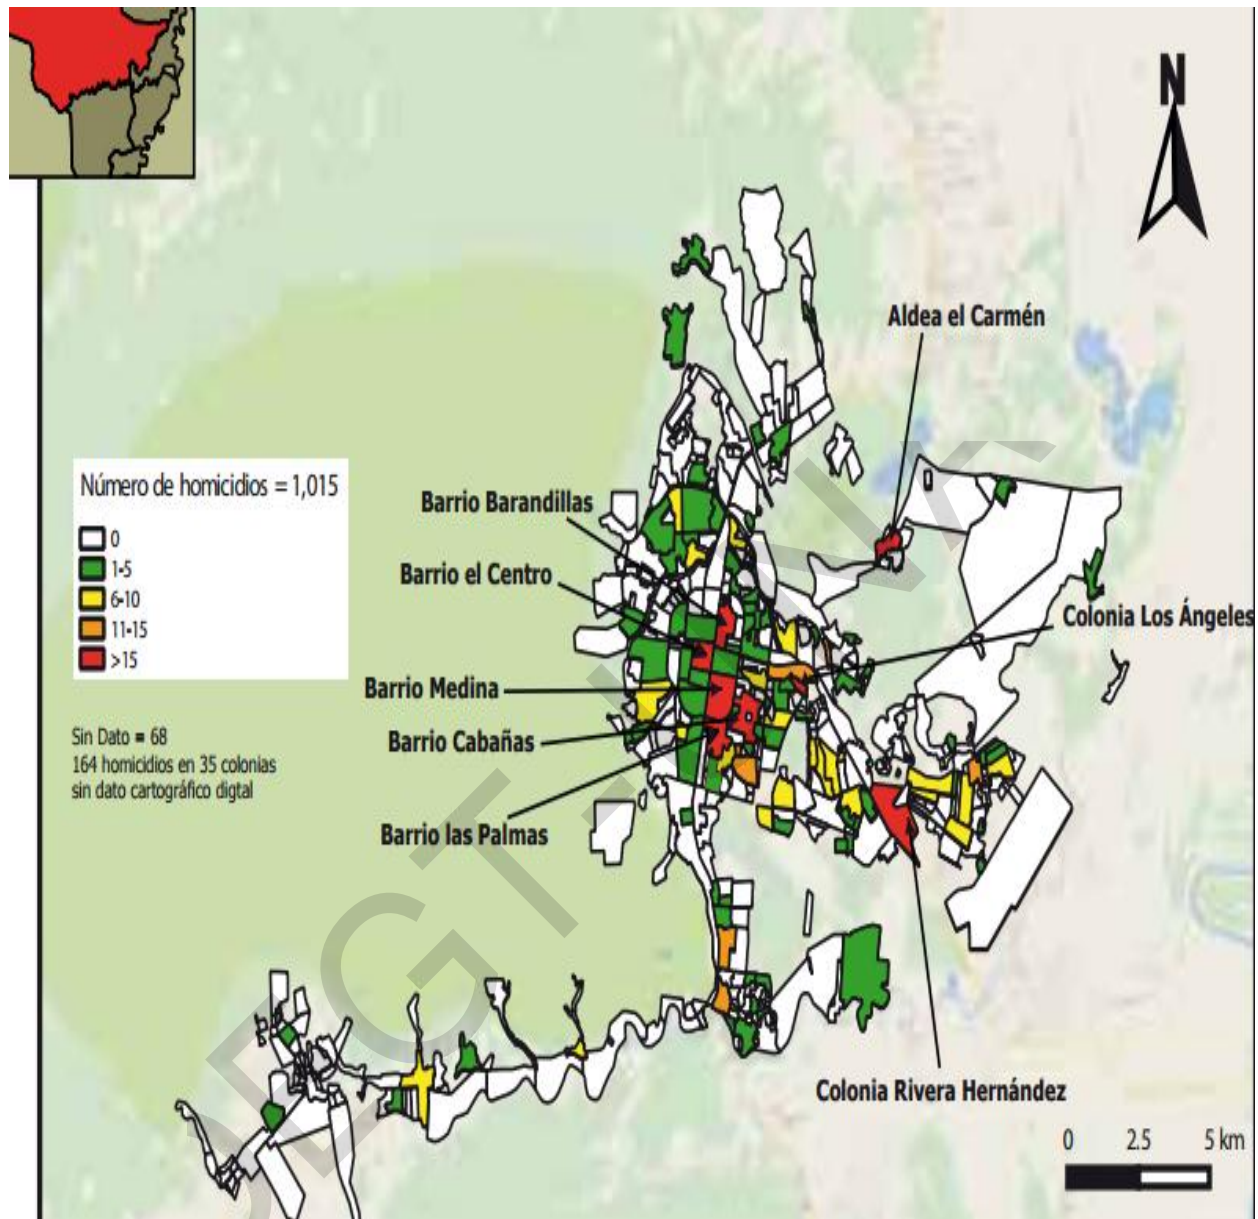 N
Aldea el Carmén
Número de homicidios = 1,015
0
1-5
6-10
11-15
>15
Barrio Barandillas
Barrio el Centro
Colonia Los Ángeles
Barrio Medina
Barrio Cabañas
Sin Dato = 68
164 homicidios en 35 colonias
sin dato cartográfico digtal
Barrio las Palmas
Colonia Rivera Hernández
0 2.5 5 km